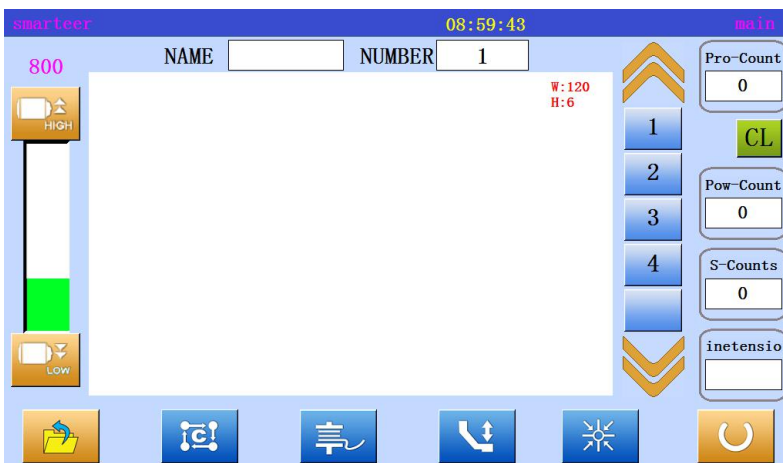 smarteer 08:59:43 main
800 NAME NUMBER 1 Pro-Count
0
W:120
H:6
HIGH 1 CL
2 Pow-Count
3 0
4 S-Counts
0
LOW inetensio
C